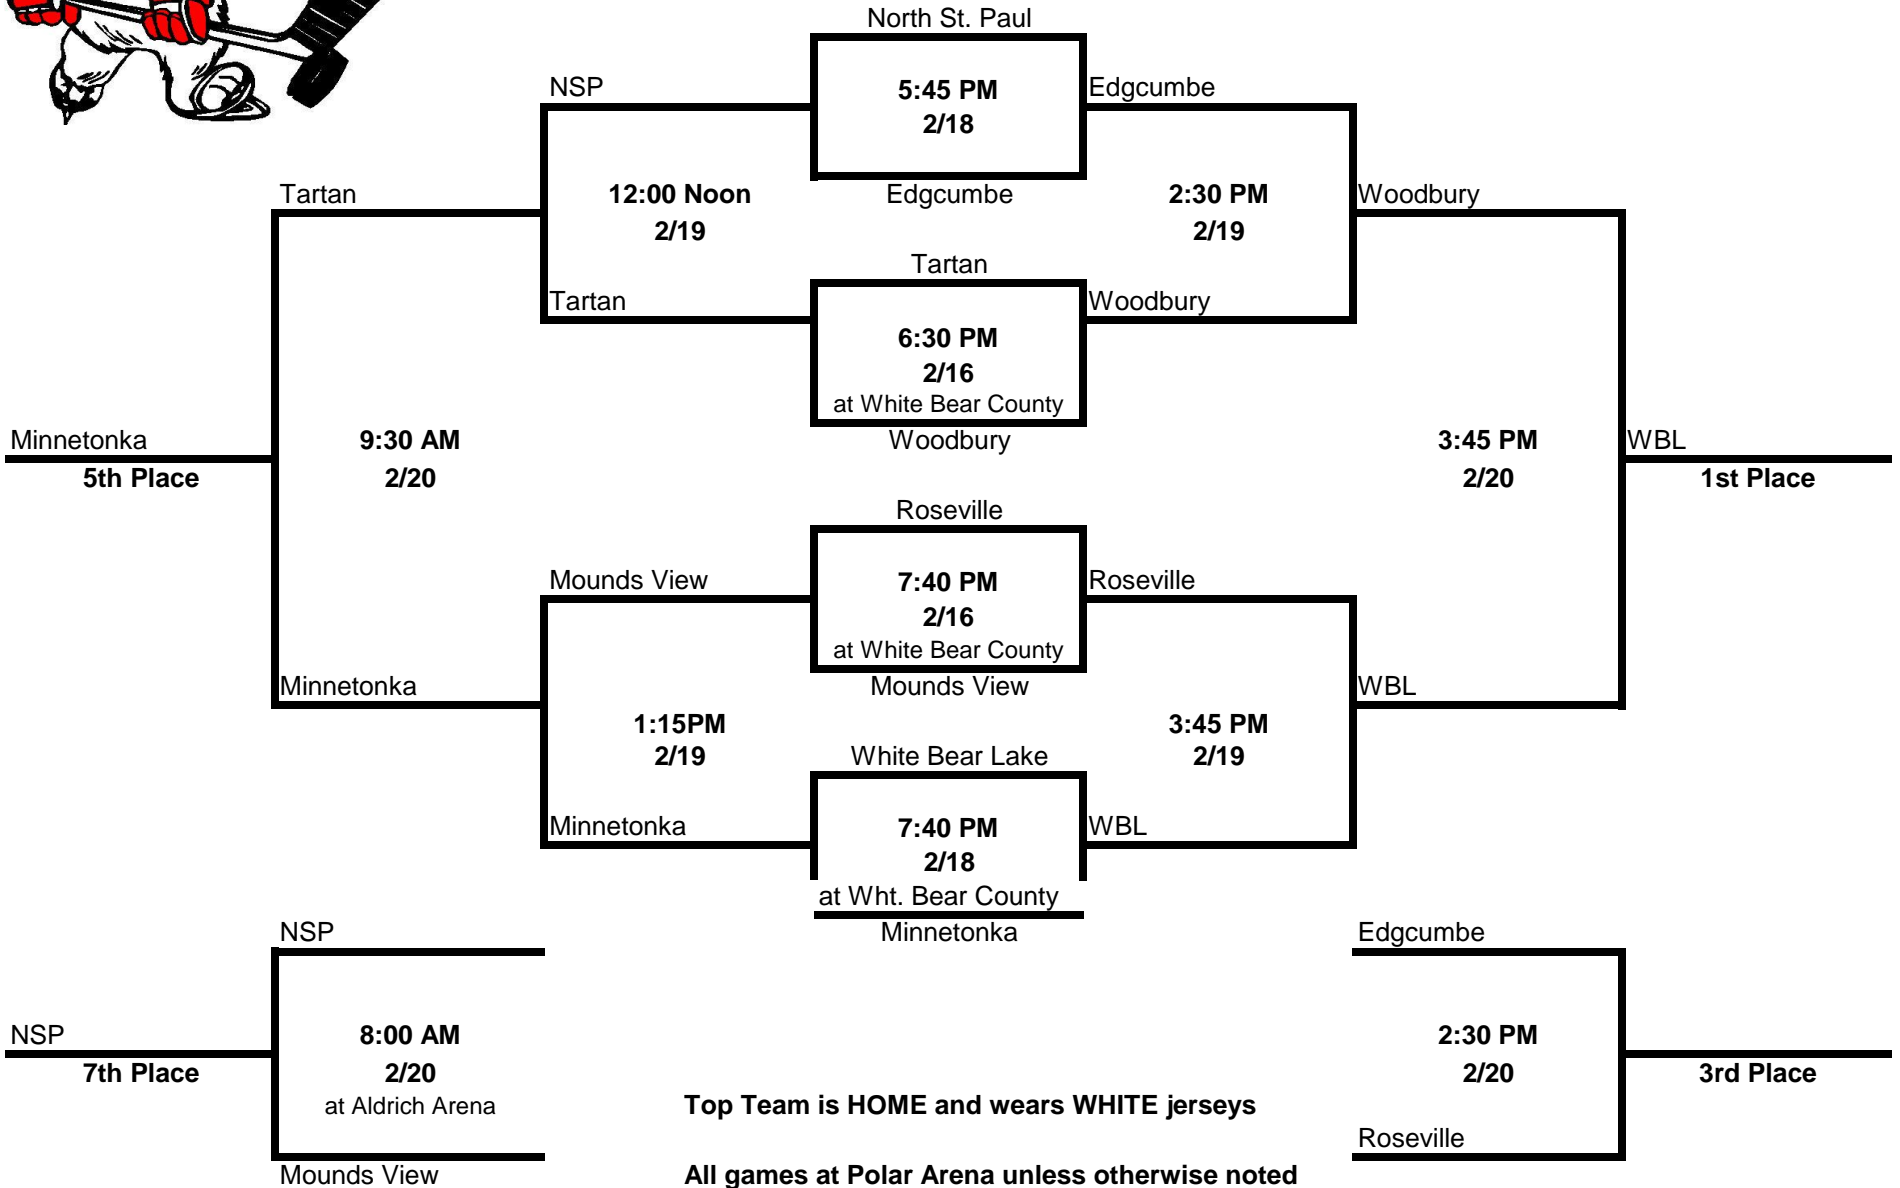 North St. Paul
NSP
5:45 PM
Edgcumbe
2/18
Tartan
12:00 Noon
Edgcumbe
2:30 PM
Woodbury
2/19
2/19
Tartan
Tartan
Woodbury
6:30 PM
2/16
at White Bear County
Minnetonka
9:30 AM
Woodbury
3:45 PM
WBL
5th Place
2/20
2/20
1st Place
Roseville
Mounds View
7:40 PM
Roseville
2/16
at White Bear County
Minnetonka
Mounds View
WBL
1:15PM
3:45 PM
2/19
White Bear Lake
2/19
Minnetonka
7:40 PM
WBL
2/18
at Wht. Bear County
NSP
Minnetonka
Edgcumbe
NSP
8:00 AM
2:30 PM
7th Place
2/20
2/20
3rd Place
at Aldrich Arena
Top Team is HOME and wears WHITE jerseys
Roseville
Mounds View
All games at Polar Arena unless otherwise noted